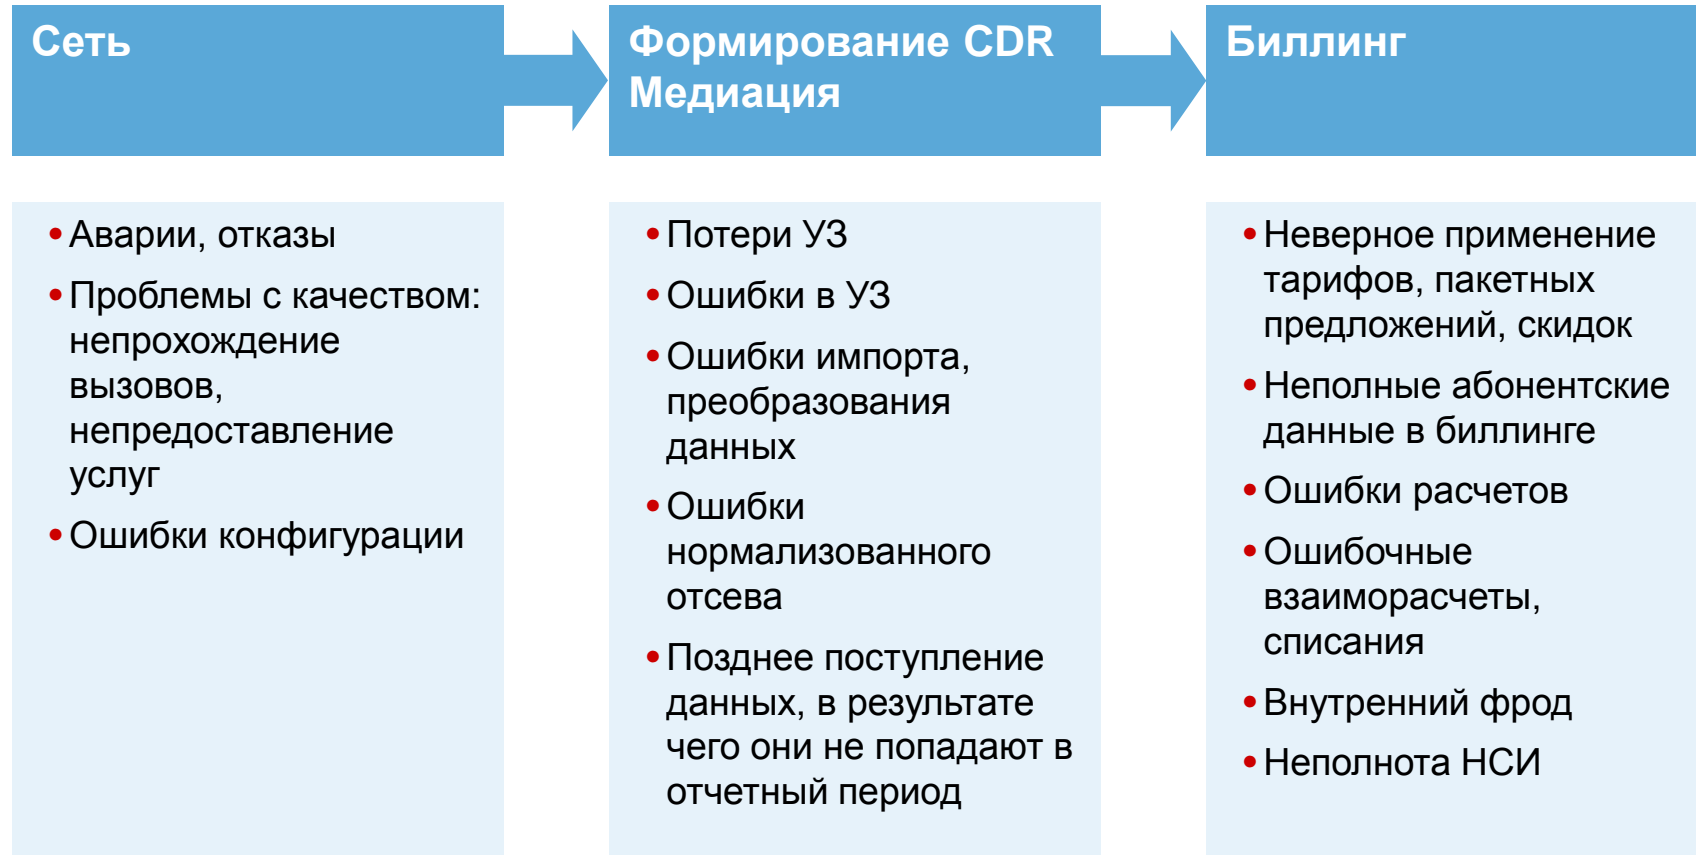 Сеть
Формирование CDR
Медиация
Биллинг
• Аварии, отказы
• Проблемы с качеством:
непрохождение
вызовов,
непредоставление
услуг
• Ошибки конфигурации
• Потери УЗ
• Ошибки в УЗ
• Ошибки импорта,
преобразования
данных
• Ошибки
нормализованного
отсева
• Позднее поступление
данных, в результате
чего они не попадают в
отчетный период
• Неверное применение
тарифов, пакетных
предложений, скидок
• Неполные абонентские
данные в биллинге
• Ошибки расчетов
• Ошибочные
взаиморасчеты,
списания
• Внутренний фрод
• Неполнота НСИ